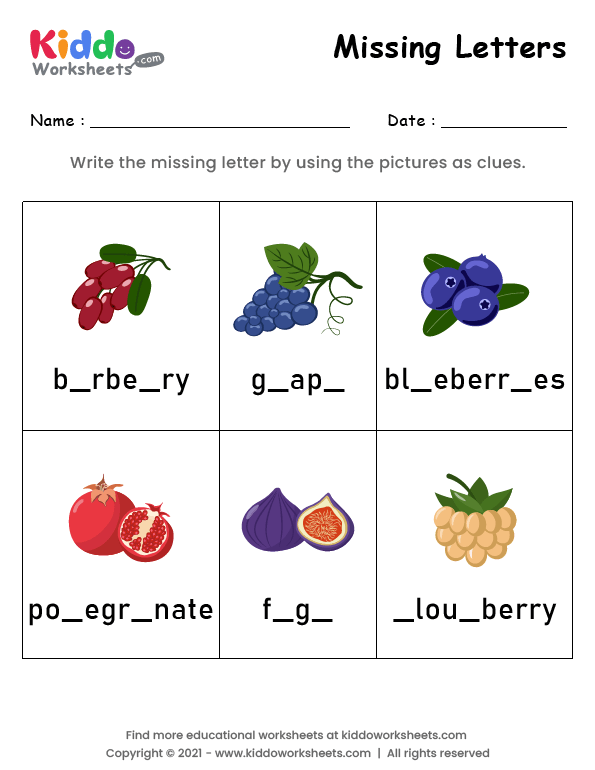 Kiddo
Worksheets .com
Missing Letters
Name : ____________________ Date : ____________
Write the missing letter by using the pictures as clues.
b_rbe_ry g_ap_ bl_eberr_es
po_egr_nate f_g_ _lou_berry
Find more educational worksheets at kiddoworksheets.com
Copyright © 2021 - www.kiddoworksheets.com | All rights reserved